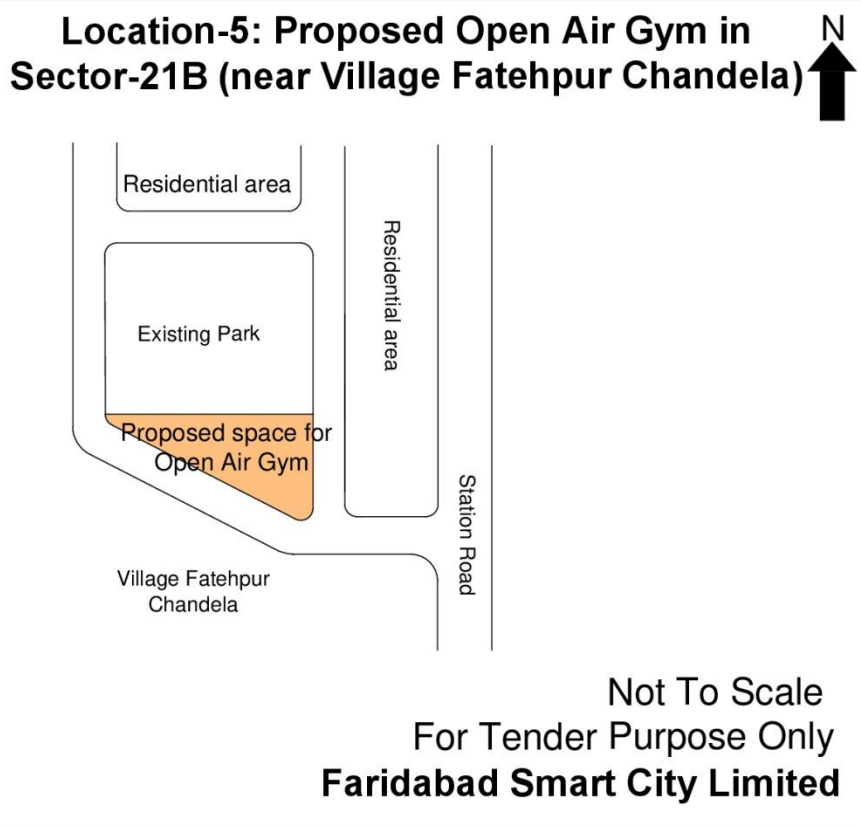 Location-5: Proposed Open Air Gym in
Sector-21B (near Village Fatehpur Chandela)
N
Residential area
Residential area
Existing Park
Proposed space for
Open Air Gym
Station Road
Village Fatehpur
Chandela
Not To Scale
For Tender Purpose Only
Faridabad Smart City Limited